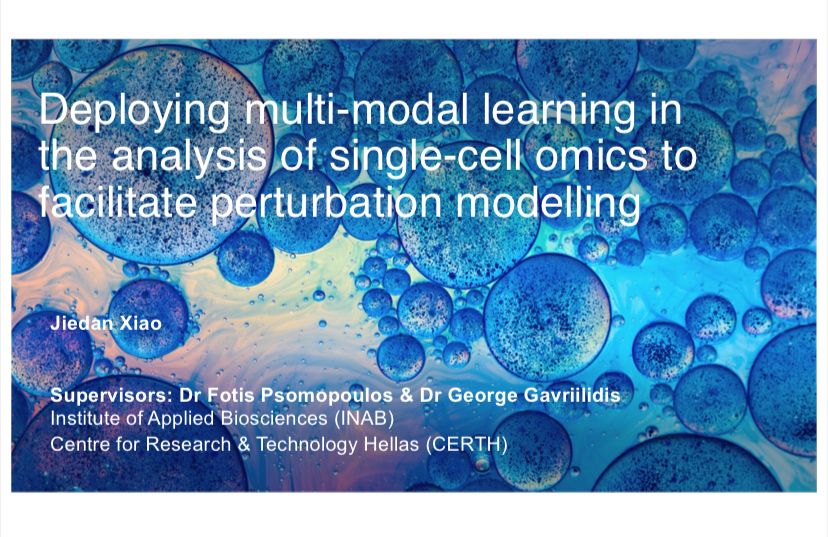 Deploying multi-modal learning in
the analysis of single-cell omics to
facilitate perturbation modelling
Jiedan Xiao
Supervisors: Dr Fotis Psomopoulos & Dr George Gavriilidis
Institute of Applied Biosciences (INAB)
Centre for Research & Technology Hellas (CERTH)